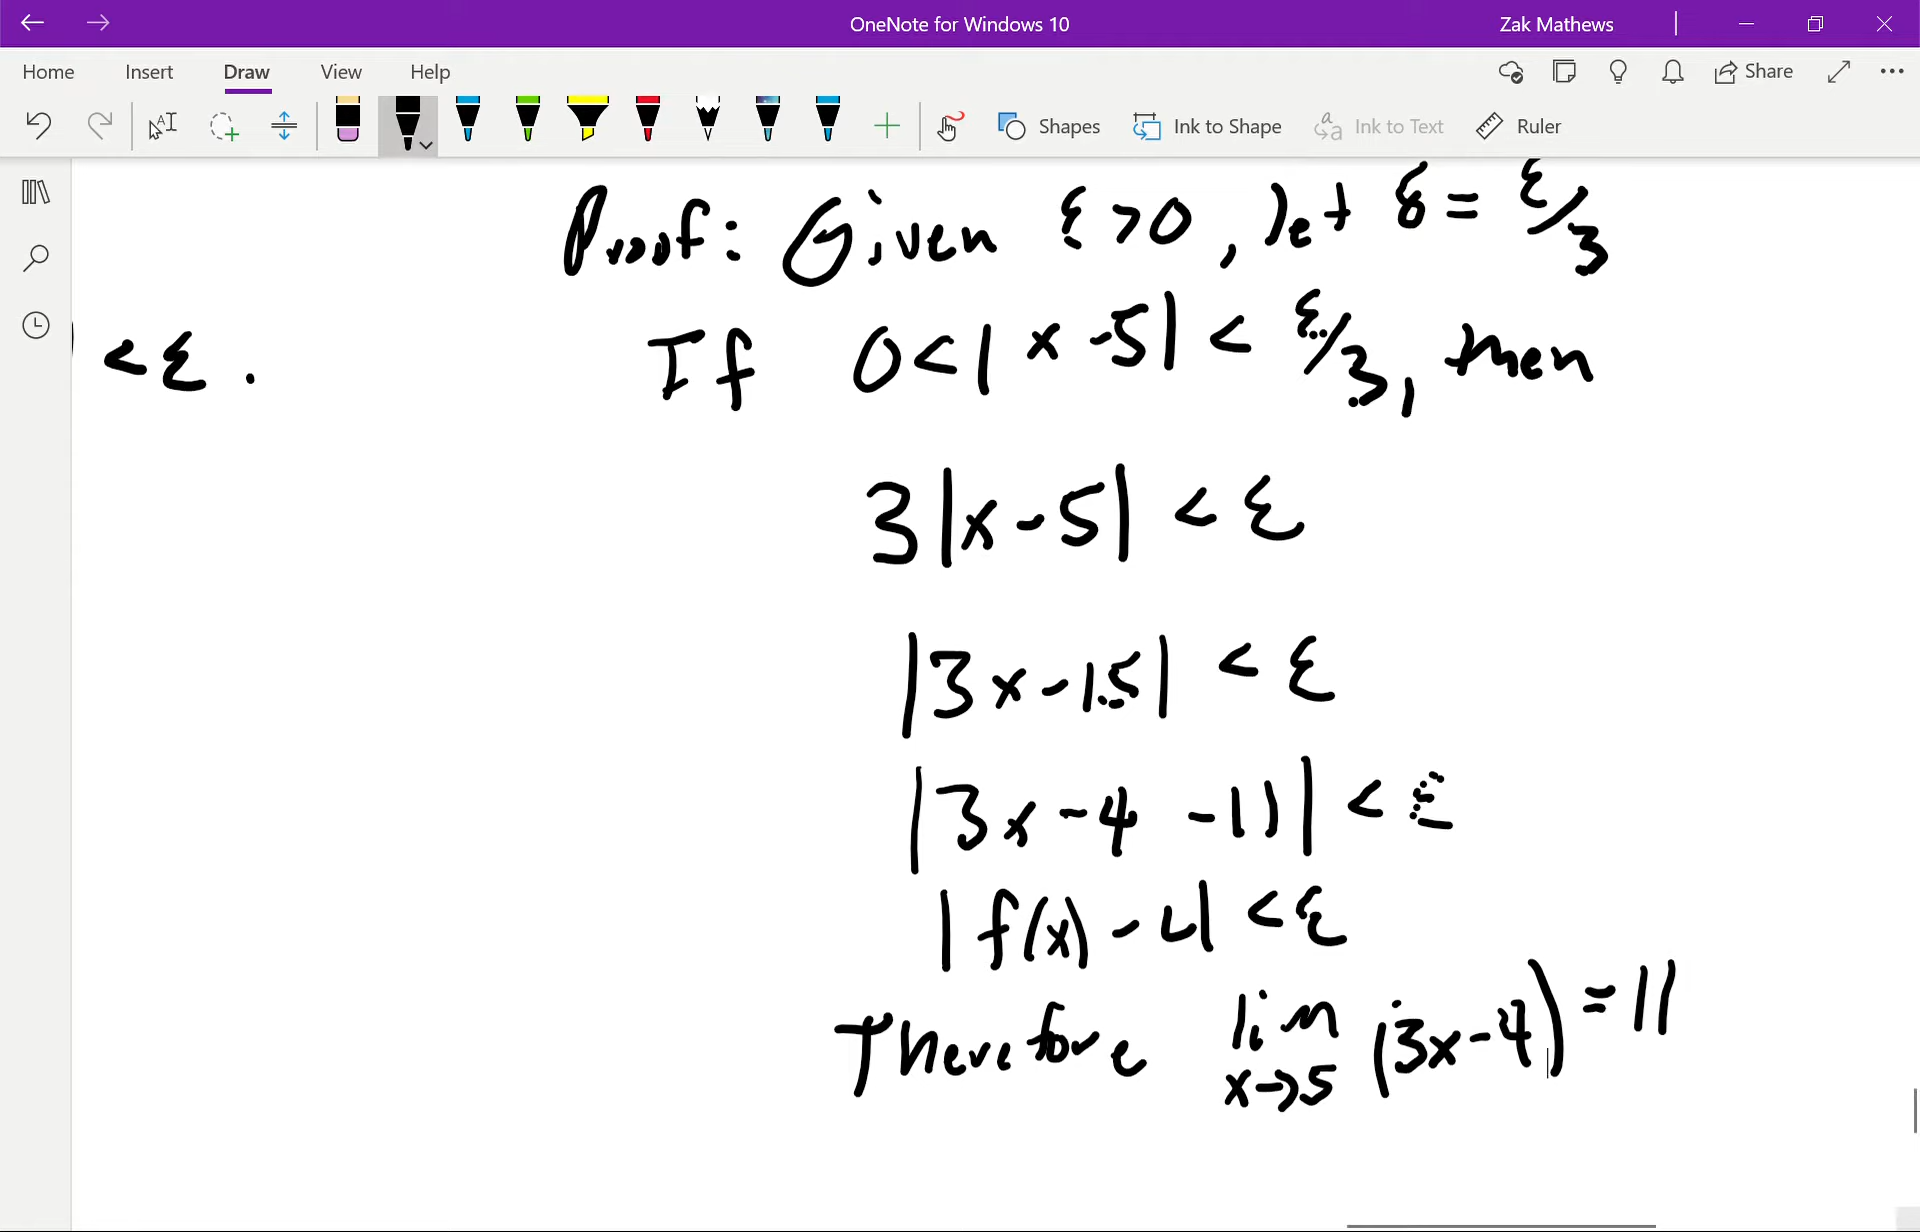 OneNote for Windows 10
Zak Mathews
Home Insert Draw View Help
Share
Shapes Ink to Shape Ink to Text Ruler
Proof: Given ε>0, let δ = ε/3
< ε .
If 0<|x-5| < ε/3, then
3|x-5| < ε
|3x-15| < ε
|3x-4 -11| < ε
|f(x) - L| < ε
Therefore lim x→5 (3x-4) = 11